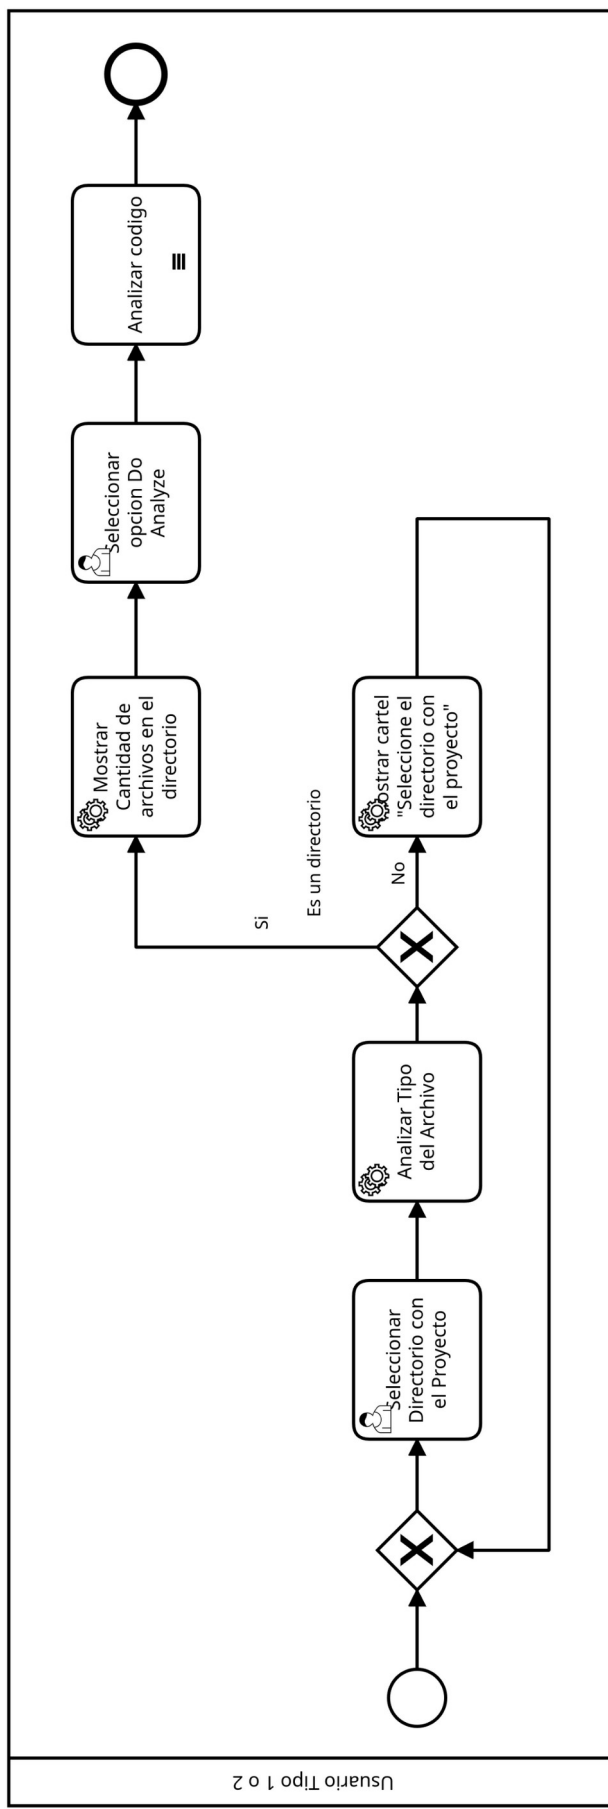 Usuario Tipo 1 o 2
Seleccionar
Directorio con
el Proyecto
Analizar Tipo
del Archivo
Es un directorio
Si
No
Mostrar
Cantidad de
archivos en el
directorio
Mostrar cartel
"Seleccione el
directorio con
el proyecto"
Seleccionar
opcion Do
Analyze
Analizar codigo